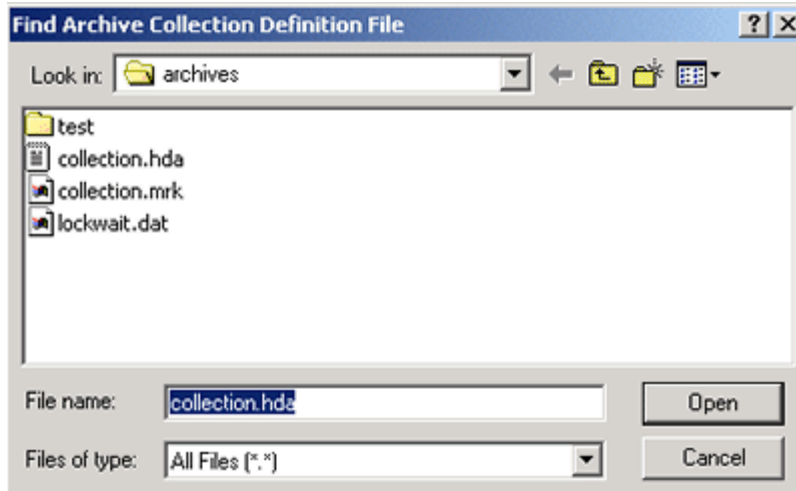 Find Archive Collection Definition File
Look in: archives
test
collection.hda
collection.mrk
lockwait.dat
File name: collection.hda Open
Files of type: All Files (*.*) Cancel